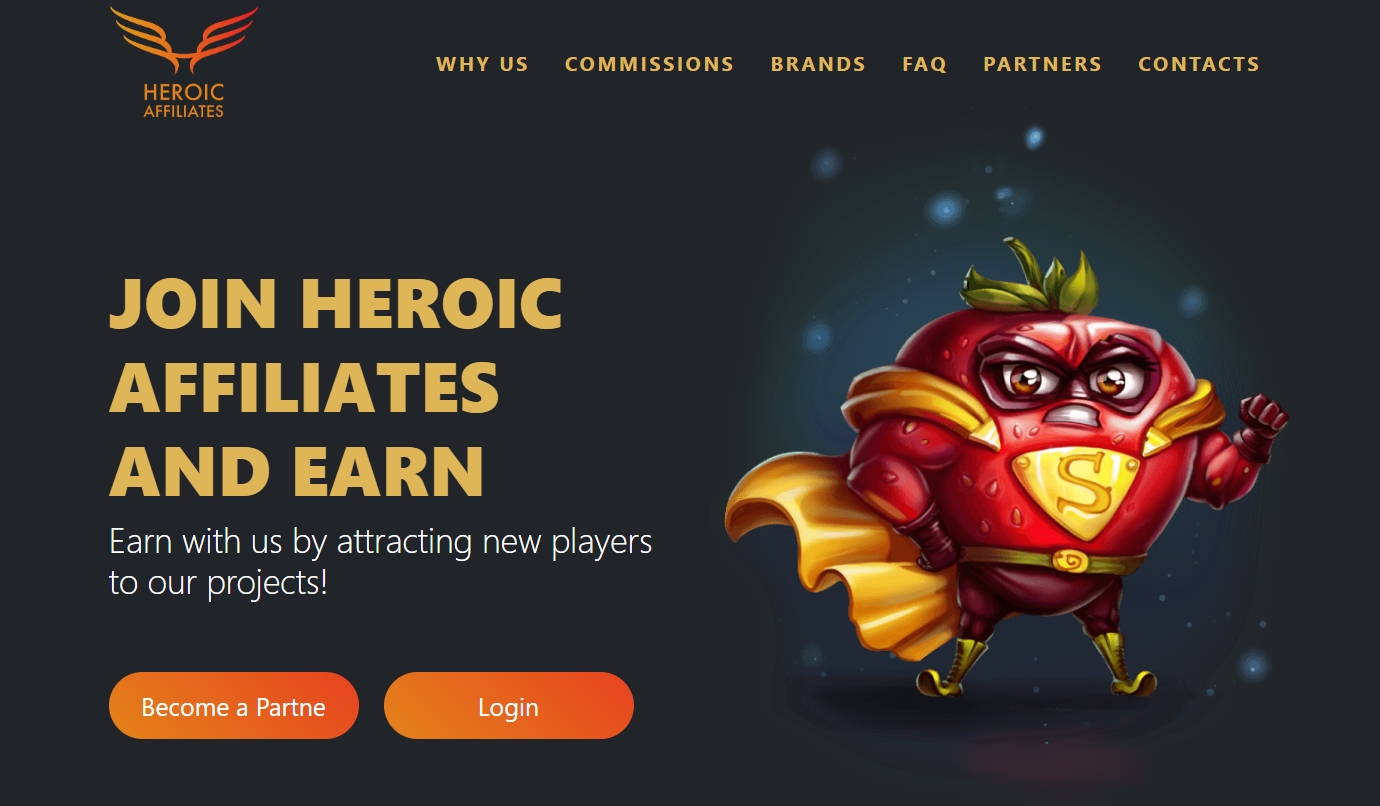 HEROIC
AFFILIATES
WHY US COMMISSIONS BRANDS FAQ PARTNERS CONTACTS
JOIN HEROIC
AFFILIATES
AND EARN
Earn with us by attracting new players
to our projects!
Become a Partne Login
S